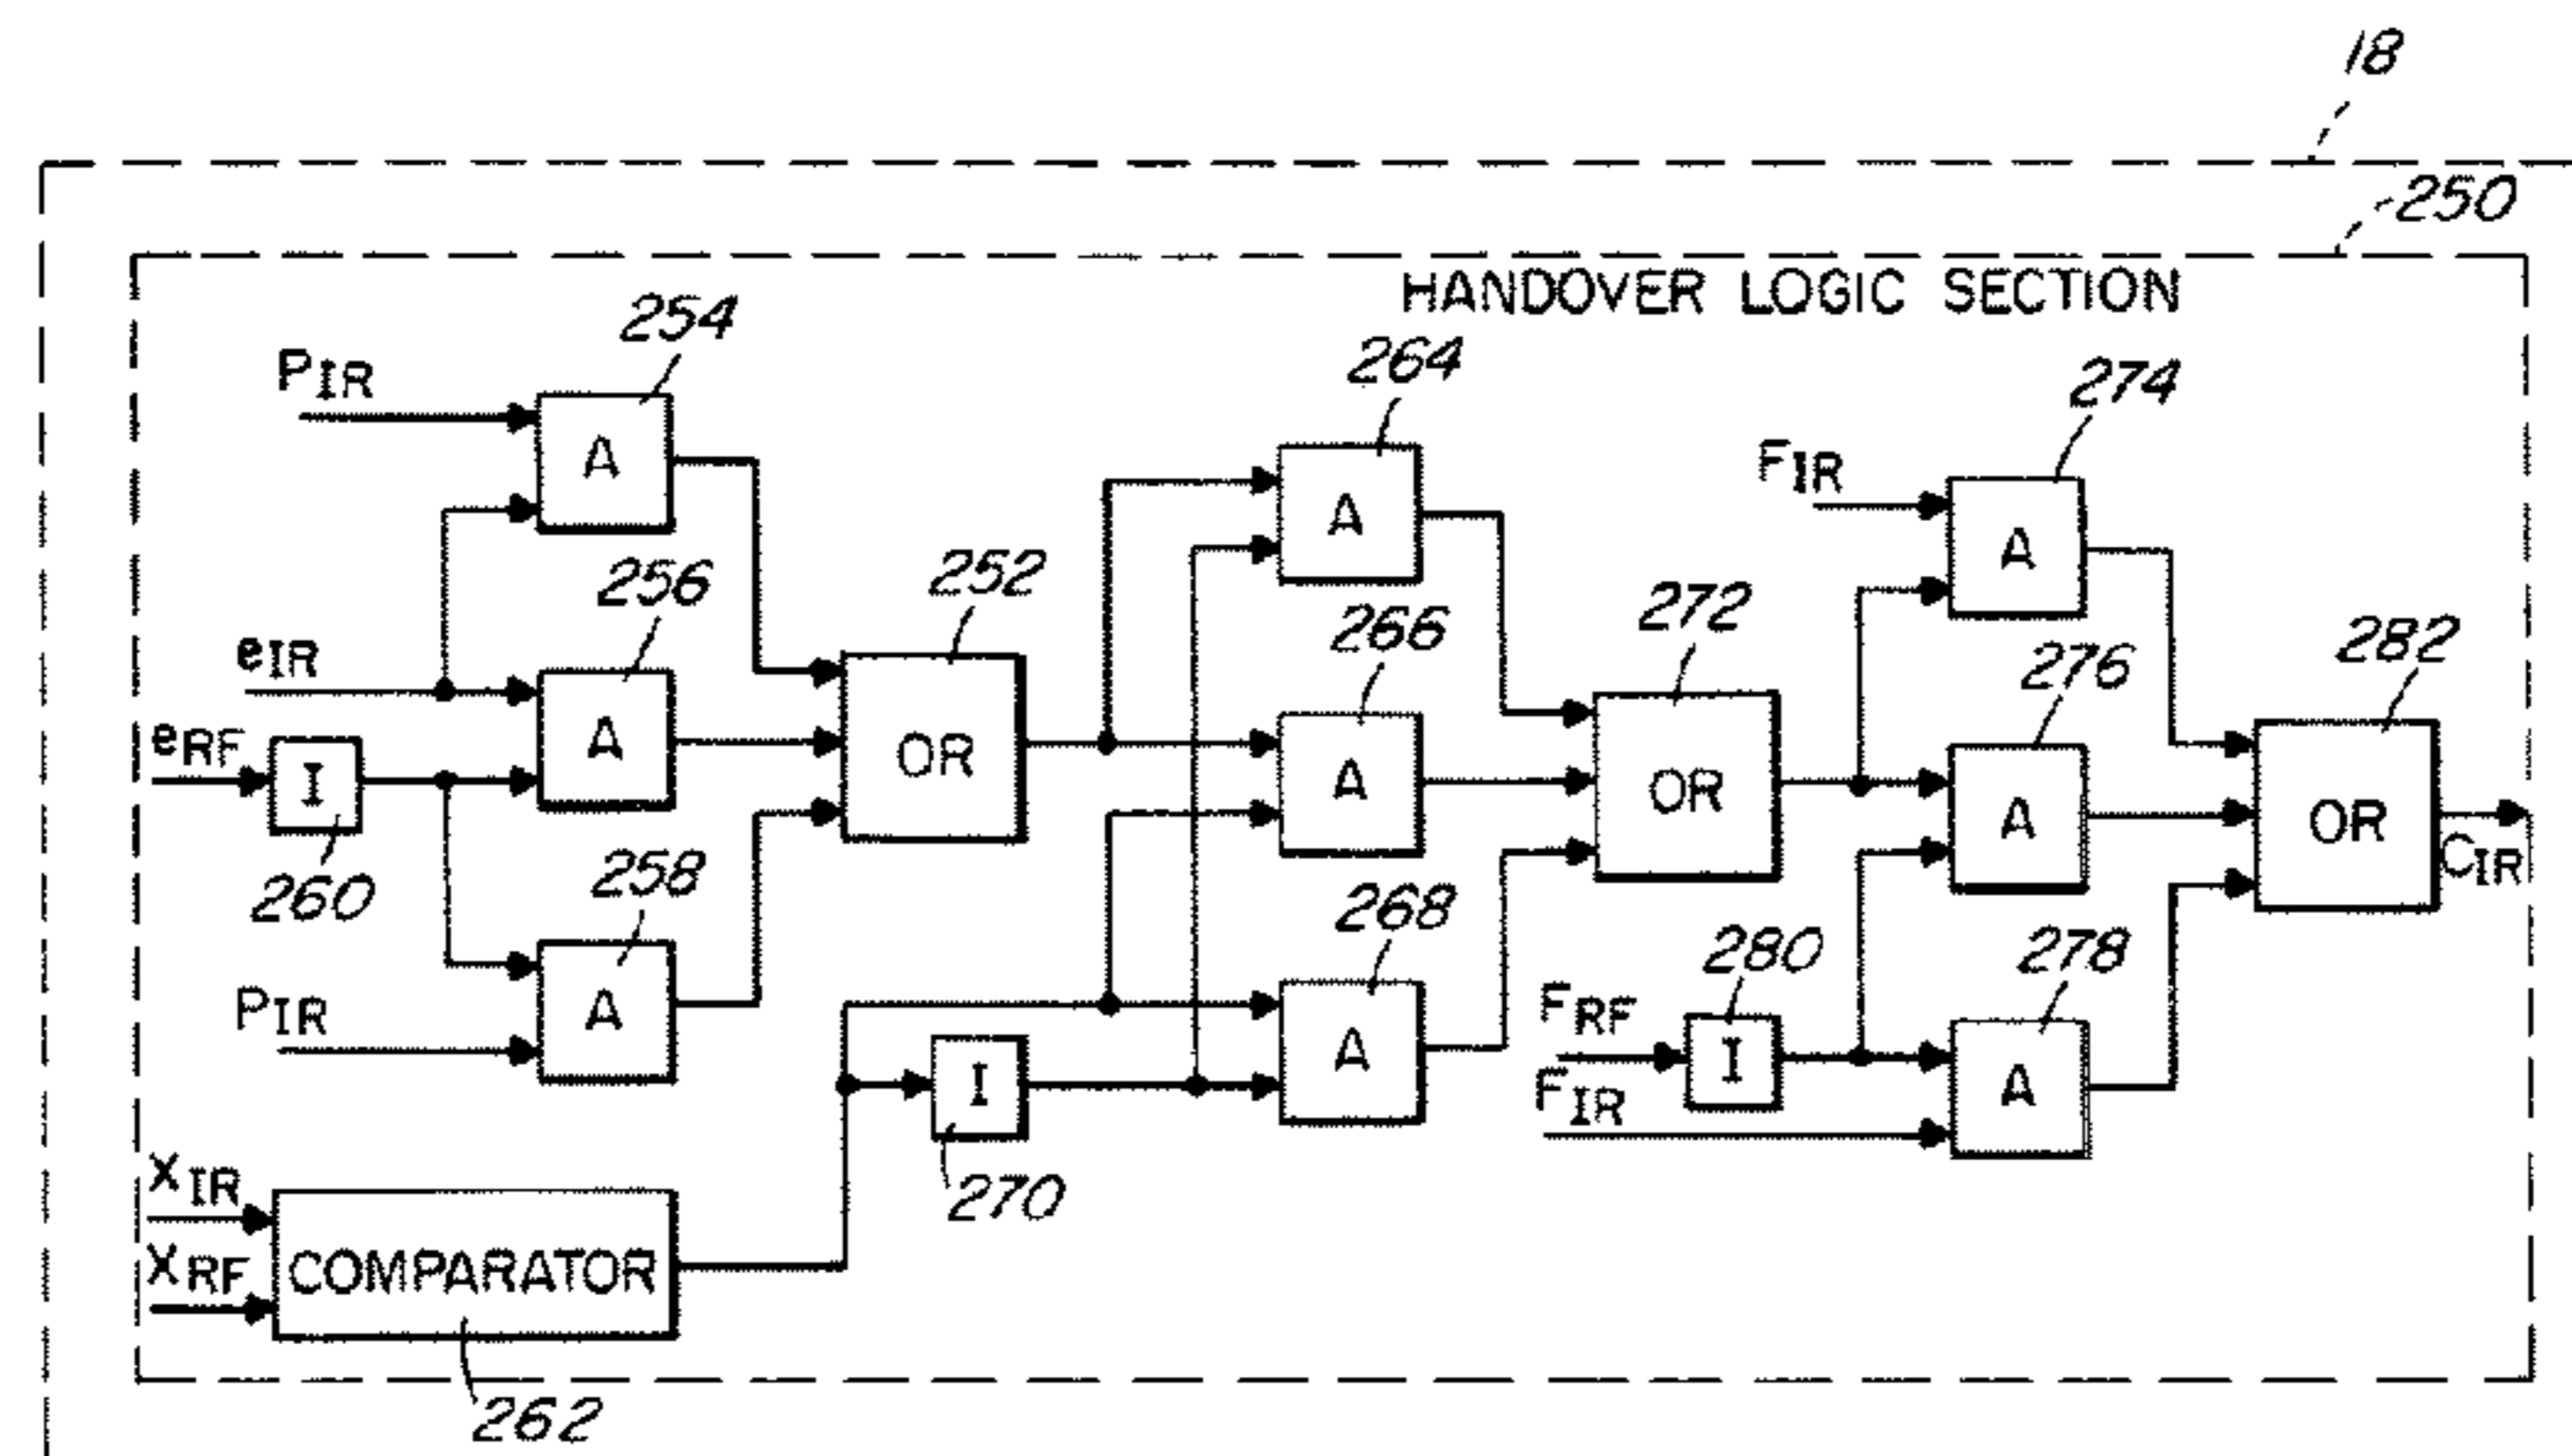 18
250
HANDOVER LOGIC SECTION
254
PIR
A
264
A
274
FIR
A
eIR
256
A
252
OR
266
A
272
OR
276
A
282
OR
CIR
eRF
I
260
258
A
PIR
268
A
280
FRF
I
FIR
278
A
I
270
XIR
XRF
COMPARATOR
262